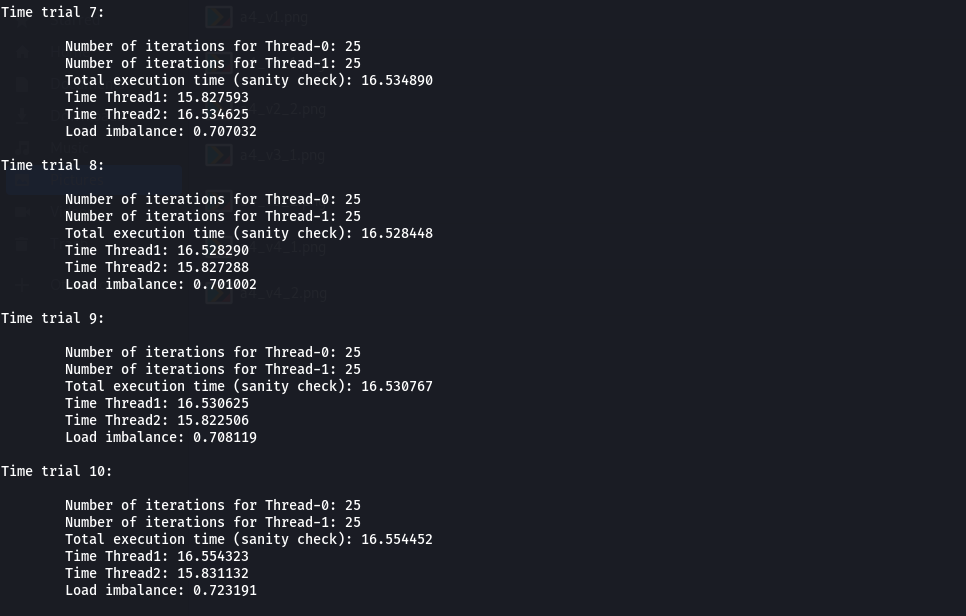 Time trial 7:
Number of iterations for Thread-0: 25
Number of iterations for Thread-1: 25
Total execution time (sanity check): 16.534890
Time Thread1: 15.827593
Time Thread2: 16.534625
Load imbalance: 0.707032
Time trial 8:
Number of iterations for Thread-0: 25
Number of iterations for Thread-1: 25
Total execution time (sanity check): 16.528448
Time Thread1: 16.528290
Time Thread2: 15.827288
Load imbalance: 0.701002
Time trial 9:
Number of iterations for Thread-0: 25
Number of iterations for Thread-1: 25
Total execution time (sanity check): 16.530767
Time Thread1: 16.530625
Time Thread2: 15.822506
Load imbalance: 0.708119
Time trial 10:
Number of iterations for Thread-0: 25
Number of iterations for Thread-1: 25
Total execution time (sanity check): 16.554452
Time Thread1: 16.554323
Time Thread2: 15.831132
Load imbalance: 0.723191